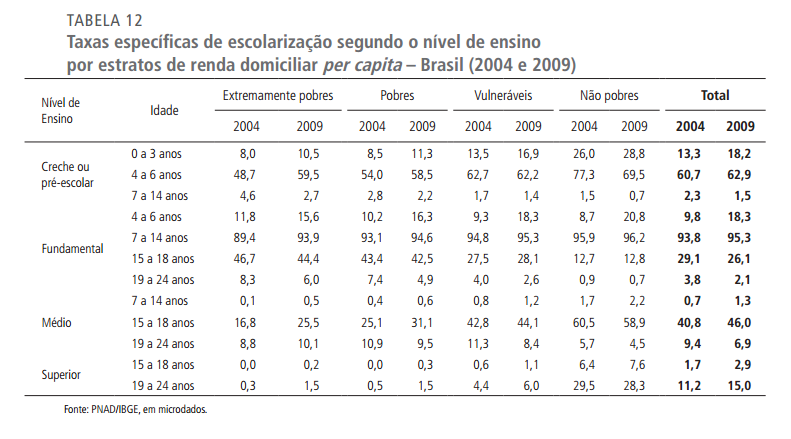 TABELA 12
Taxas específicas de escolarização segundo o nível de ensino
por estratos de renda domiciliar per capita – Brasil (2004 e 2009)
Nível de Ensino Idade Extremamente pobres Pobres Vulneráveis Não pobres Total
2004 2009 2004 2009 2004 2009 2004 2009 2004 2009
Creche ou pré-escolar
0 a 3 anos 8,0 10,5 8,5 11,3 13,5 16,9 26,0 28,8 13,3 18,2
4 a 6 anos 48,7 59,5 54,0 58,5 62,7 62,2 77,3 69,5 60,7 62,9
7 a 14 anos 4,6 2,7 2,8 2,2 1,7 1,4 1,5 0,7 2,3 1,5
Fundamental
4 a 6 anos 11,8 15,6 10,2 16,3 9,3 18,3 8,7 20,8 9,8 18,3
7 a 14 anos 89,4 93,9 93,1 94,6 94,8 95,3 95,9 96,2 93,8 95,3
15 a 18 anos 46,7 44,4 43,4 42,5 27,5 28,1 12,7 12,8 29,1 26,1
19 a 24 anos 8,3 6,0 7,4 4,9 4,0 2,6 0,9 0,7 3,8 2,1
Médio
7 a 14 anos 0,1 0,5 0,4 0,6 0,8 1,2 1,7 2,2 0,7 1,3
15 a 18 anos 16,8 25,5 25,1 31,1 42,8 44,1 60,5 58,9 40,8 46,0
19 a 24 anos 8,8 10,1 10,9 9,5 11,3 8,4 5,7 4,5 9,4 6,9
Superior
15 a 18 anos 0,0 0,2 0,0 0,3 0,6 1,1 6,4 7,6 1,7 2,9
19 a 24 anos 0,3 1,5 0,5 1,5 4,4 6,0 29,5 28,3 11,2 15,0
Fonte: PNAD/IBGE, em microdados.